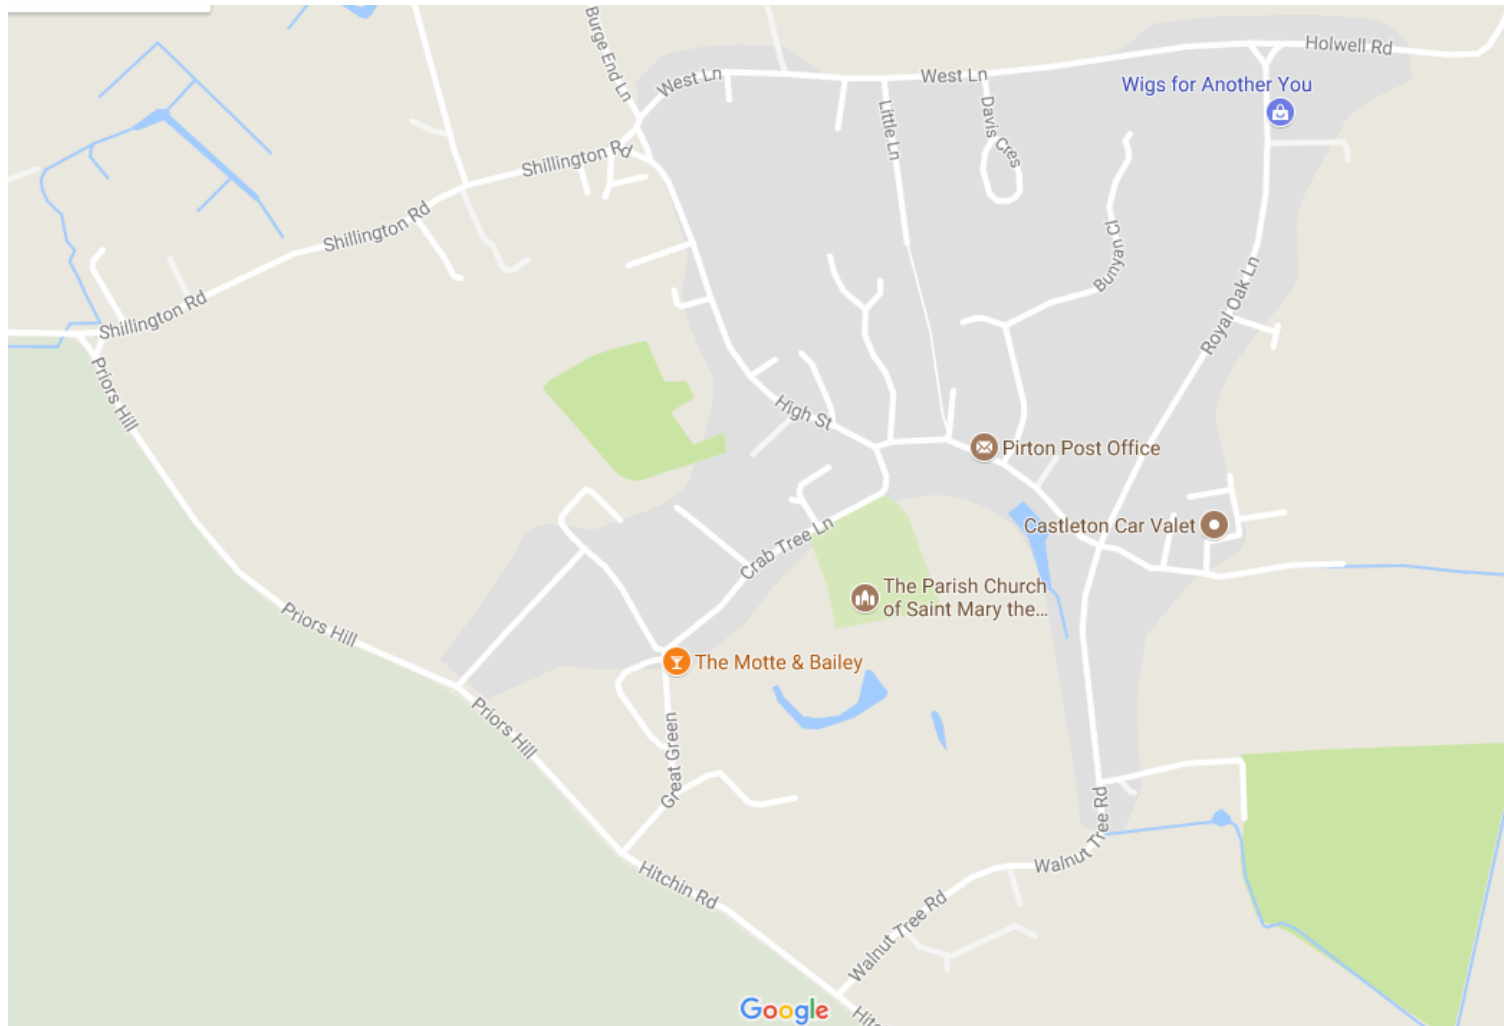 Burge End Ln
West Ln
West Ln
Holwell Rd
Wigs for Another You
Little Ln
Davis Cres
Shillington Rd
Shillington Rd
Shillington Rd
Bunyan Cl
Royal Oak Ln
Priors Hill
High St
Pirton Post Office
Castleton Car Valet
Crab Tree Ln
The Parish Church
of Saint Mary the...
Priors Hill
The Motte & Bailey
Priors Hill
Great Green
Walnut Tree Rd
Hitchin Rd
Walnut Tree Rd
Google
Hitc